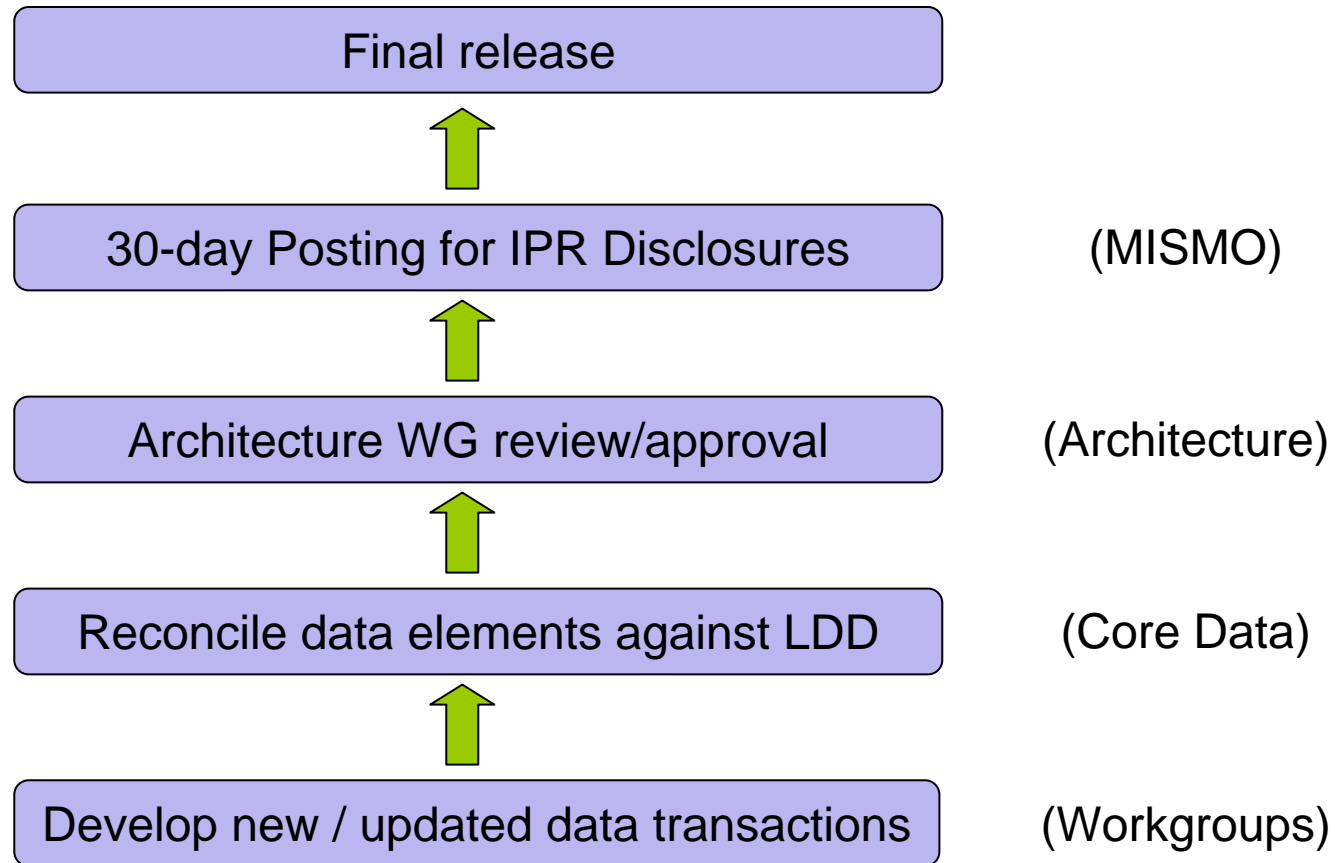 Final release
30-day Posting for IPR Disclosures (MISMO)
Architecture WG review/approval (Architecture)
Reconcile data elements against LDD (Core Data)
Develop new / updated data transactions (Workgroups)